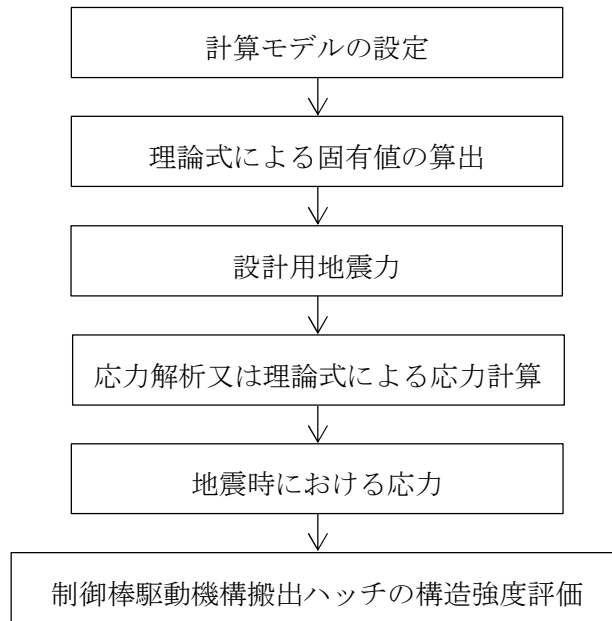 計算モデルの設定
理論式による固有値の算出
設計用地震力
応力解析又は理論式による応力計算
地震時における応力
制御棒駆動機構搬出ハッチの構造強度評価